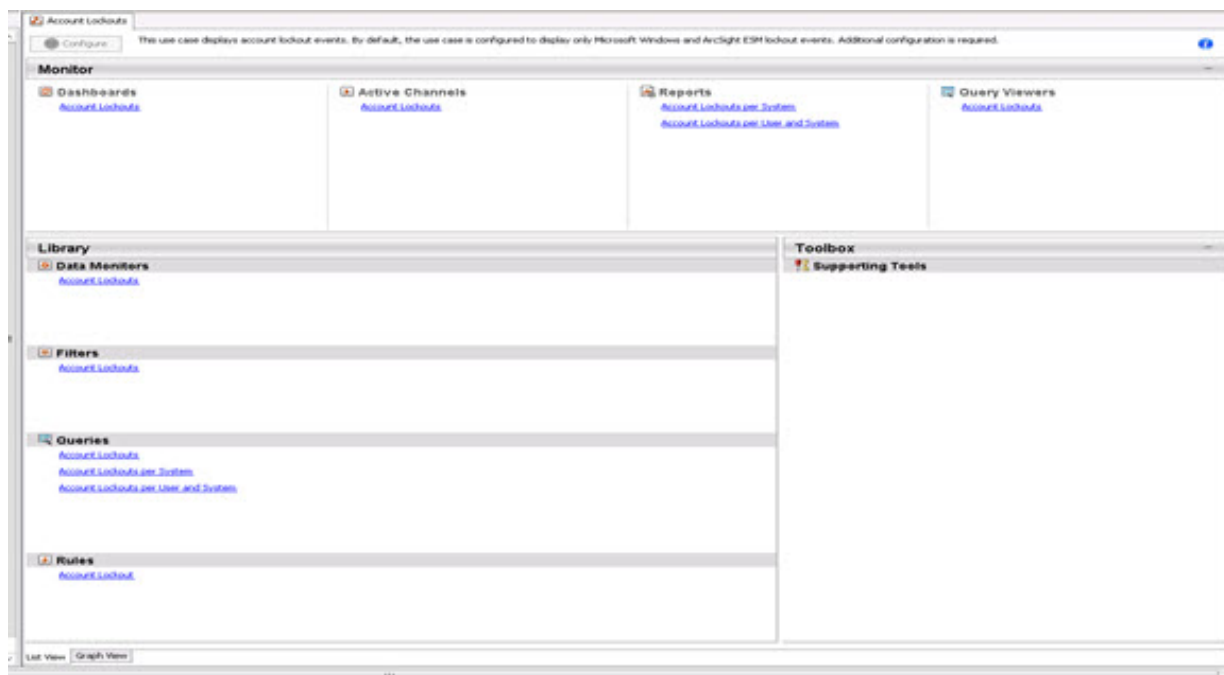 Account Lockouts
Configure
This use case displays account lockout events. By default, the use case is configured to display only Microsoft Windows and ArcSight ESM lockout events. Additional configuration is required.
Monitor
Dashboards
Account Lockouts
Active Channels
Account Lockouts
Reports
Account Lockouts per System
Account Lockouts per User and System
Query Viewers
Account Lockouts
Library
Data Monitors
Account Lockouts
Filters
Account Lockouts
Queries
Account Lockouts
Account Lockouts per System
Account Lockouts per User and System
Rules
Account Lockout
Toolbox
Supporting Tools
List View
Graph View